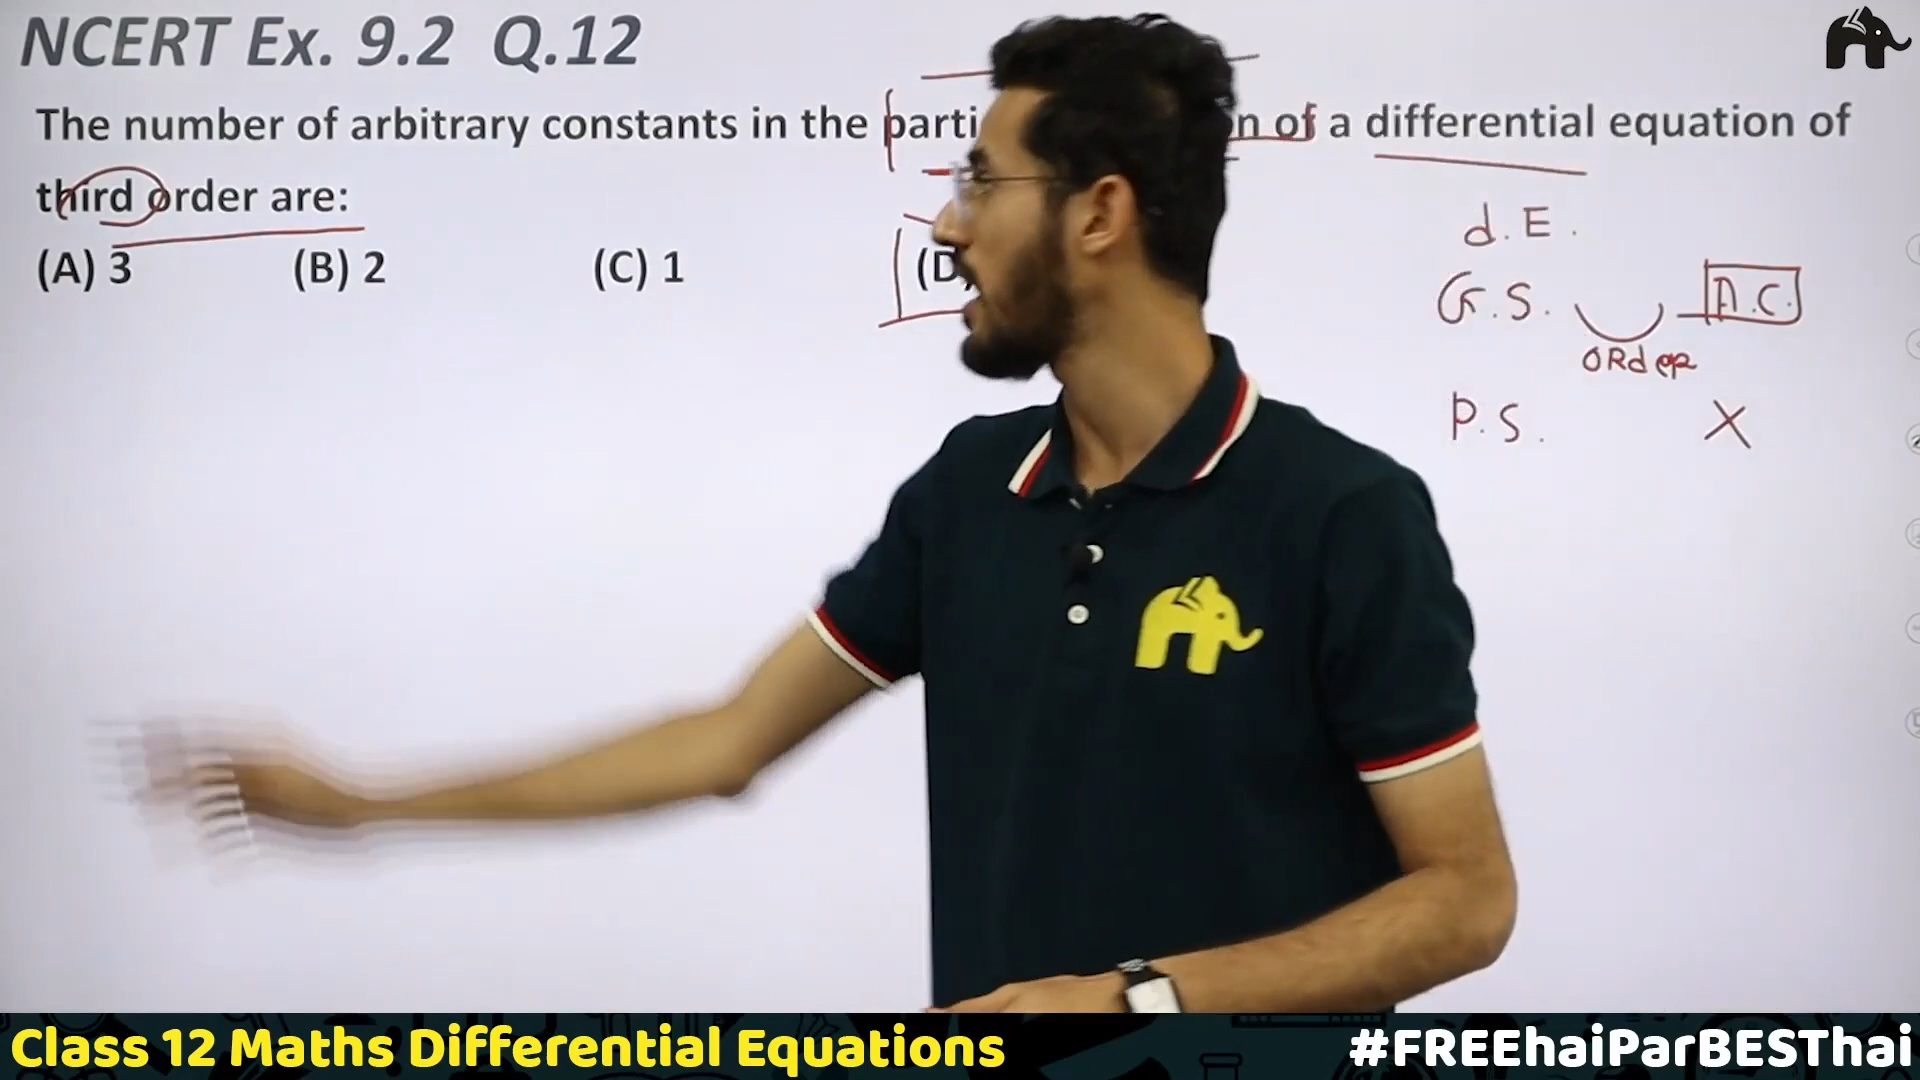 NCERT Ex. 9.2 Q.12
The number of arbitrary constants in the parti n of a differential equation of
third order are:
(A) 3 (B) 2 (C) 1 (D
d.E.
G.S. A.C.
ORder
P.S. X
Class 12 Maths Differential Equations #FREEhaiParBESThai